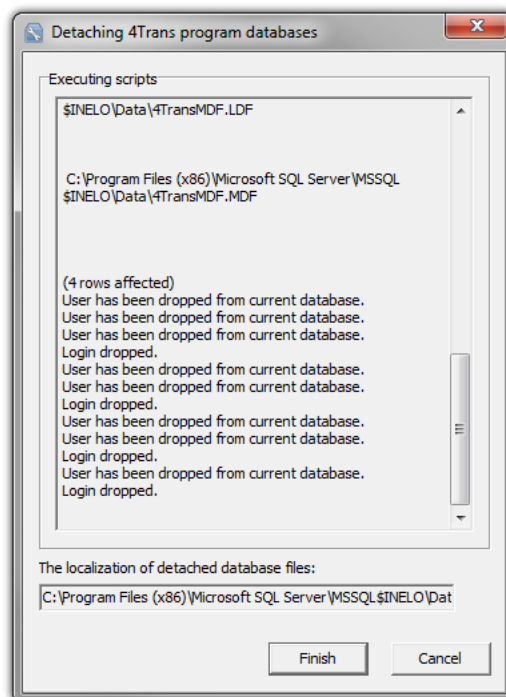 Detaching 4Trans program databases
Executing scripts
$INELO\Data\4TransMDF.LDF
C:\Program Files (x86)\Microsoft SQL Server\MSSQL
$INELO\Data\4TransMDF.MDF
(4 rows affected)
User has been dropped from current database.
User has been dropped from current database.
User has been dropped from current database.
Login dropped.
User has been dropped from current database.
User has been dropped from current database.
Login dropped.
User has been dropped from current database.
User has been dropped from current database.
Login dropped.
User has been dropped from current database.
Login dropped.
The localization of detached database files:
C:\Program Files (x86)\Microsoft SQL Server\MSSQL$INELO\Dat
Finish
Cancel